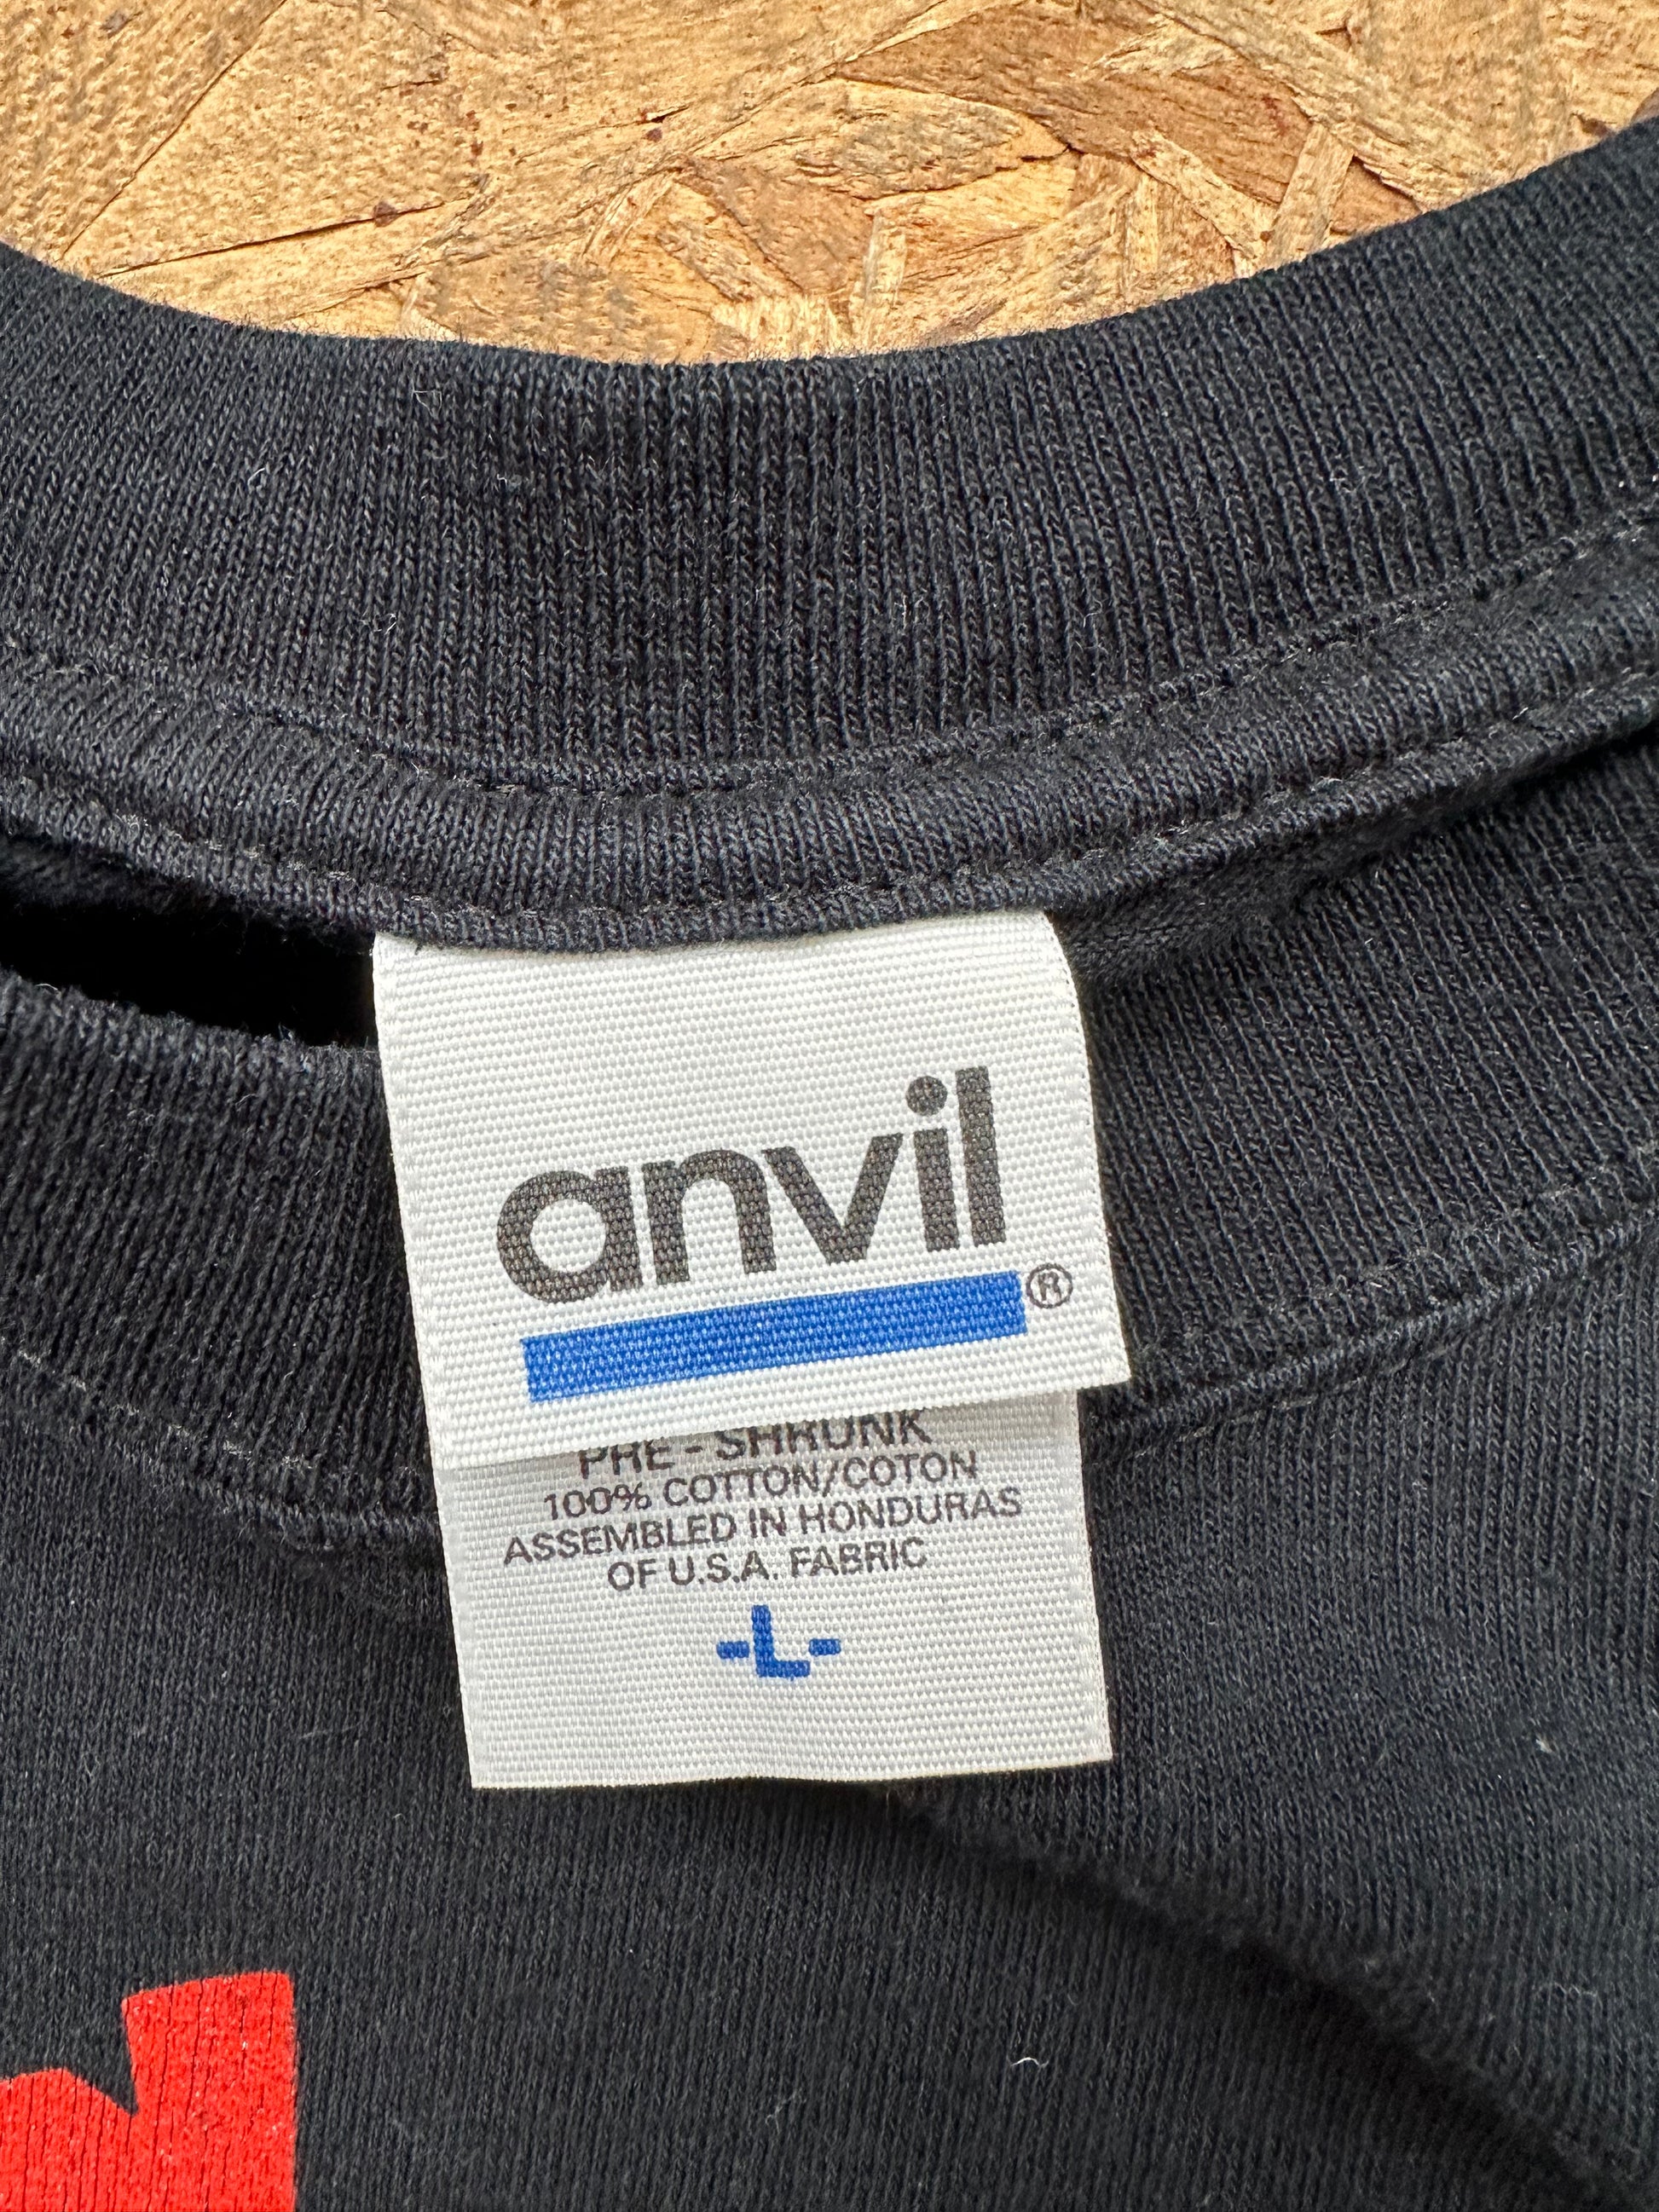 anvil
®
PRE-SHRUNK
100% COTTON/COTON
ASSEMBLED IN HONDURAS
OF U.S.A. FABRIC
-L-